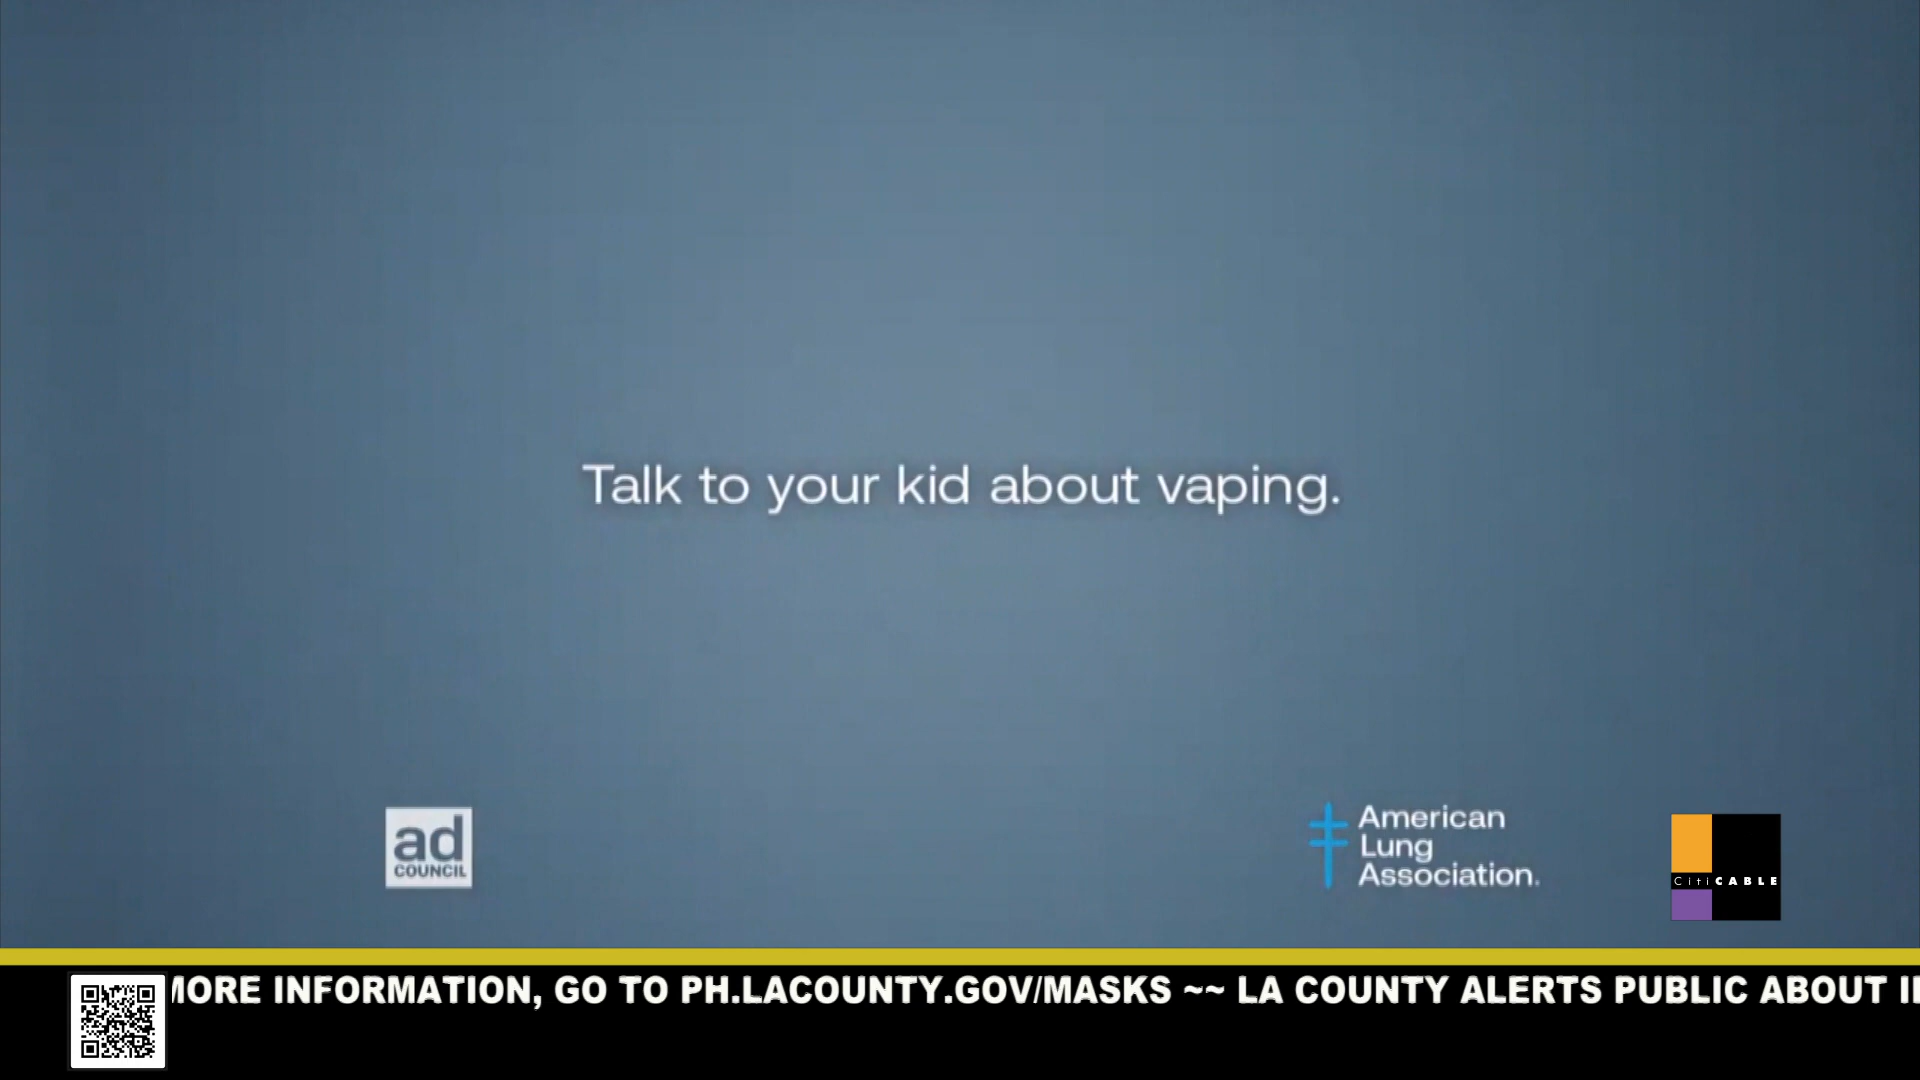 Talk to your kid about vaping.
ad
COUNCIL
American
Lung
Association.
CitiCABLE
MORE INFORMATION, GO TO PH.LACOUNTY.GOV/MASKS ~~ LA COUNTY ALERTS PUBLIC ABOUT